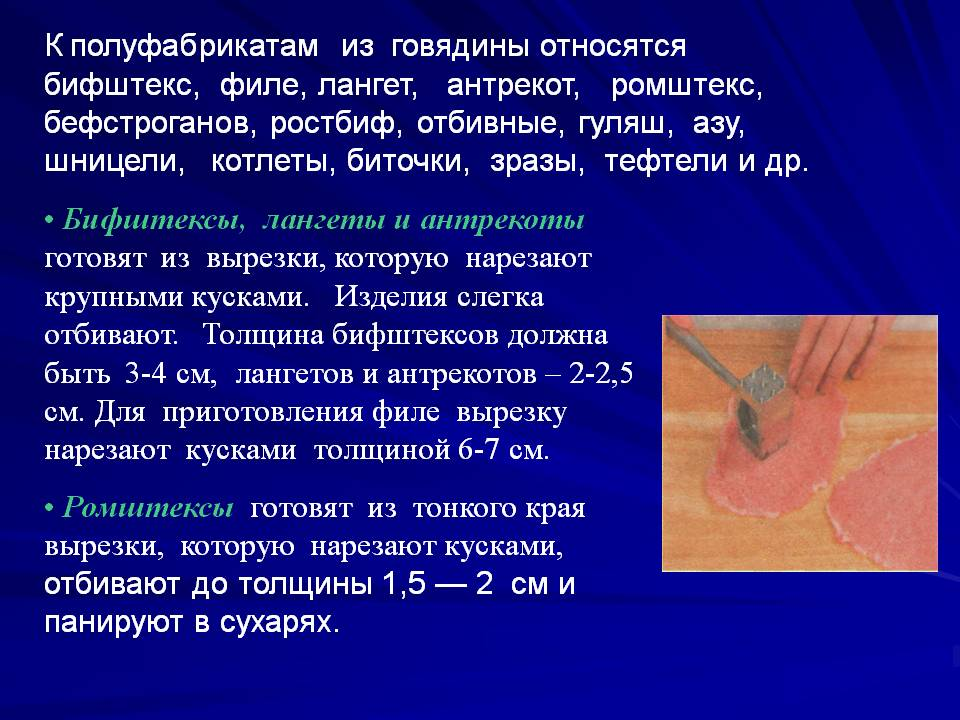 К полуфабрикатам из говядины относятся
бифштекс, филе, лангет, антрекот, ромштекс,
бефстроганов, ростбиф, отбивные, гуляш, азу,
шницели, котлеты, биточки, зразы, тефтели и др.
• Бифштексы, лангеты и антрекоты
готовят из вырезки, которую нарезают
крупными кусками. Изделия слегка
отбивают. Толщина бифштексов должна
быть 3-4 см, лангетов и антрекотов – 2-2,5
см. Для приготовления филе вырезку
нарезают кусками толщиной 6-7 см.
• Ромштексы готовят из тонкого края
вырезки, которую нарезают кусками,
отбивают до толщины 1,5 — 2 см и
панируют в сухарях.